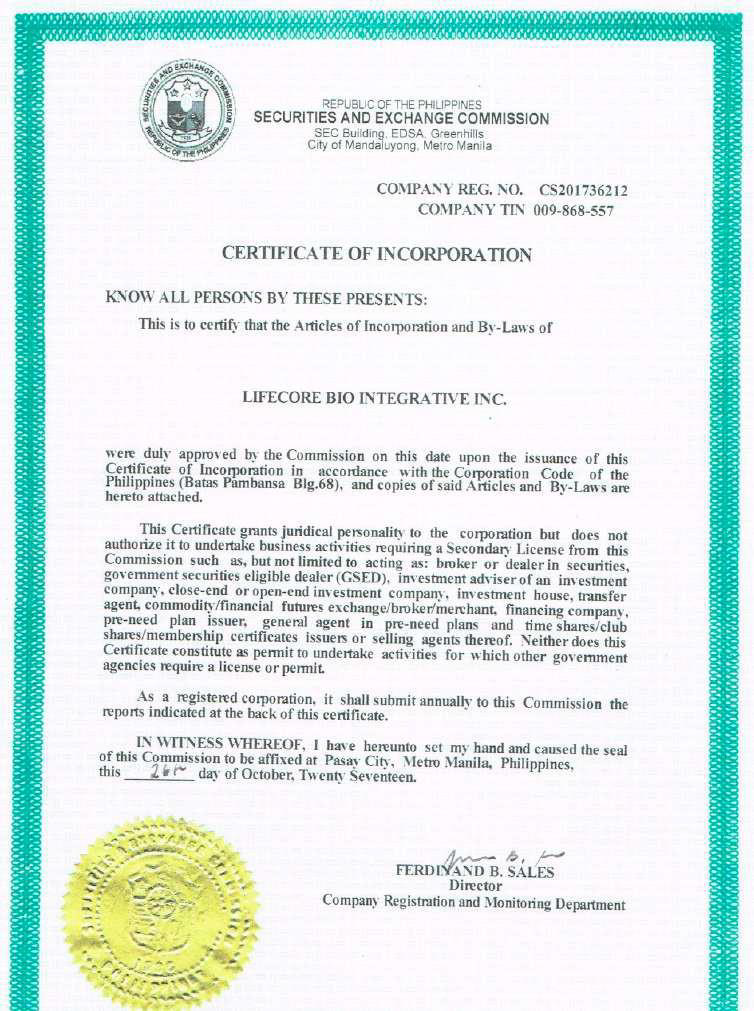 SECURITIES AND EXCHANGE COMMISSION
REPUBLIC OF THE PHILIPPINES
REPUBLIC OF THE PHILIPPINES
SECURITIES AND EXCHANGE COMMISSION
SEC Building, EDSA, Greenhills
City of Mandaluyong, Metro Manila
COMPANY REG. NO. CS201736212
COMPANY TIN 009-868-557
CERTIFICATE OF INCORPORATION
KNOW ALL PERSONS BY THESE PRESENTS:
This is to certify that the Articles of Incorporation and By-Laws of
LIFECORE BIO INTEGRATIVE INC.
were duly approved by the Commission on this date upon the issuance of this
Certificate of Incorporation in accordance with the Corporation Code of the
Philippines (Batas Pambansa Blg.68), and copies of said Articles and By-Laws are
hereto attached.
This Certificate grants juridical personality to the corporation but does not
authorize it to undertake business activities requiring a Secondary License from this
Commission such as, but not limited to acting as: broker or dealer in securities,
government securities eligible dealer (GSED), investment adviser of an investment
company, close-end or open-end investment company, investment house, transfer
agent, commodity/financial futures exchange/broker/merchant, financing company,
pre-need plan issuer, general agent in pre-need plans and time shares/club
shares/membership certificates issuers or selling agents thereof. Neither does this
Certificate constitute as permit to undertake activities for which other government
agencies require a license or permit.
As a registered corporation, it shall submit annually to this Commission the
reports indicated at the back of this certificate.
IN WITNESS WHEREOF, I have hereunto set my hand and caused the seal
of this Commission to be affixed at Pasay City, Metro Manila, Philippines,
this 26th day of October, Twenty Seventeen.
FERDINAND B. SALES
Director
Company Registration and Monitoring Department